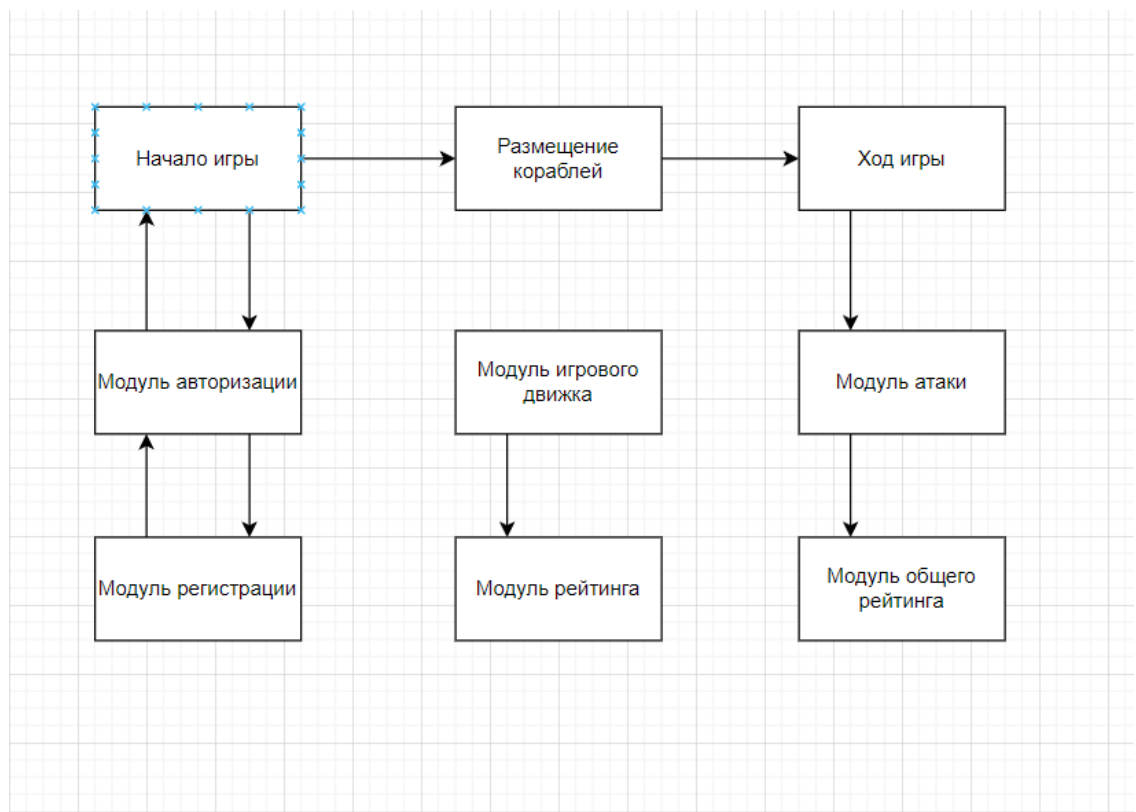 Начало игры
Размещение
кораблей
Ход игры
Модуль авторизации
Модуль игрового
движка
Модуль атаки
Модуль регистрации
Модуль рейтинга
Модуль общего
рейтинга